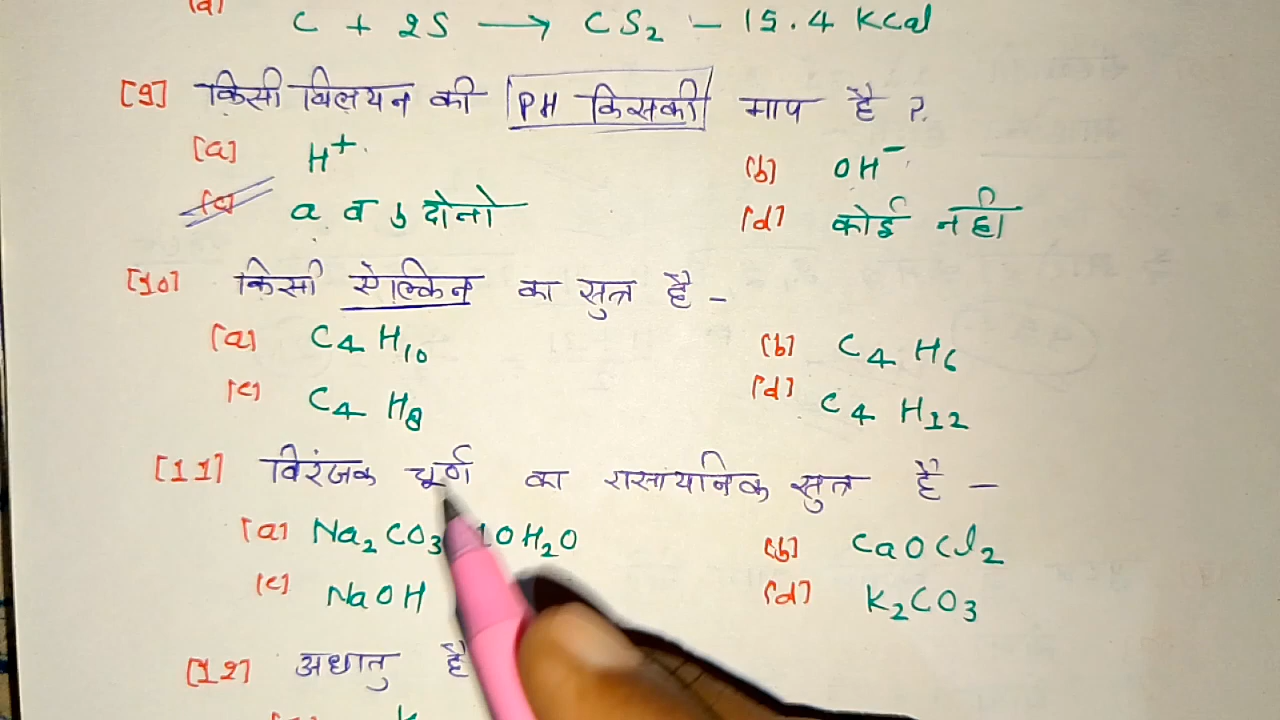 C + 2S → CS₂ – 15.4 KCal
[9] किसी विलयन की PH किसकी माप है ?
[a] H⁺ [b] OH⁻
[c] a व b दोनो [d] कोई नही
[10] किसी ऐल्किन का सुत्र है –
[a] C₄H₁₀ [b] C₄H₆
[c] C₄H₈ [d] C₄H₁₂
[11] विरंजक चूर्ण का रासायनिक सुत्र है –
[a] Na₂CO₃ 10H₂O [b] CaOCl₂
[c] NaOH [d] K₂CO₃
[12] अधातु है